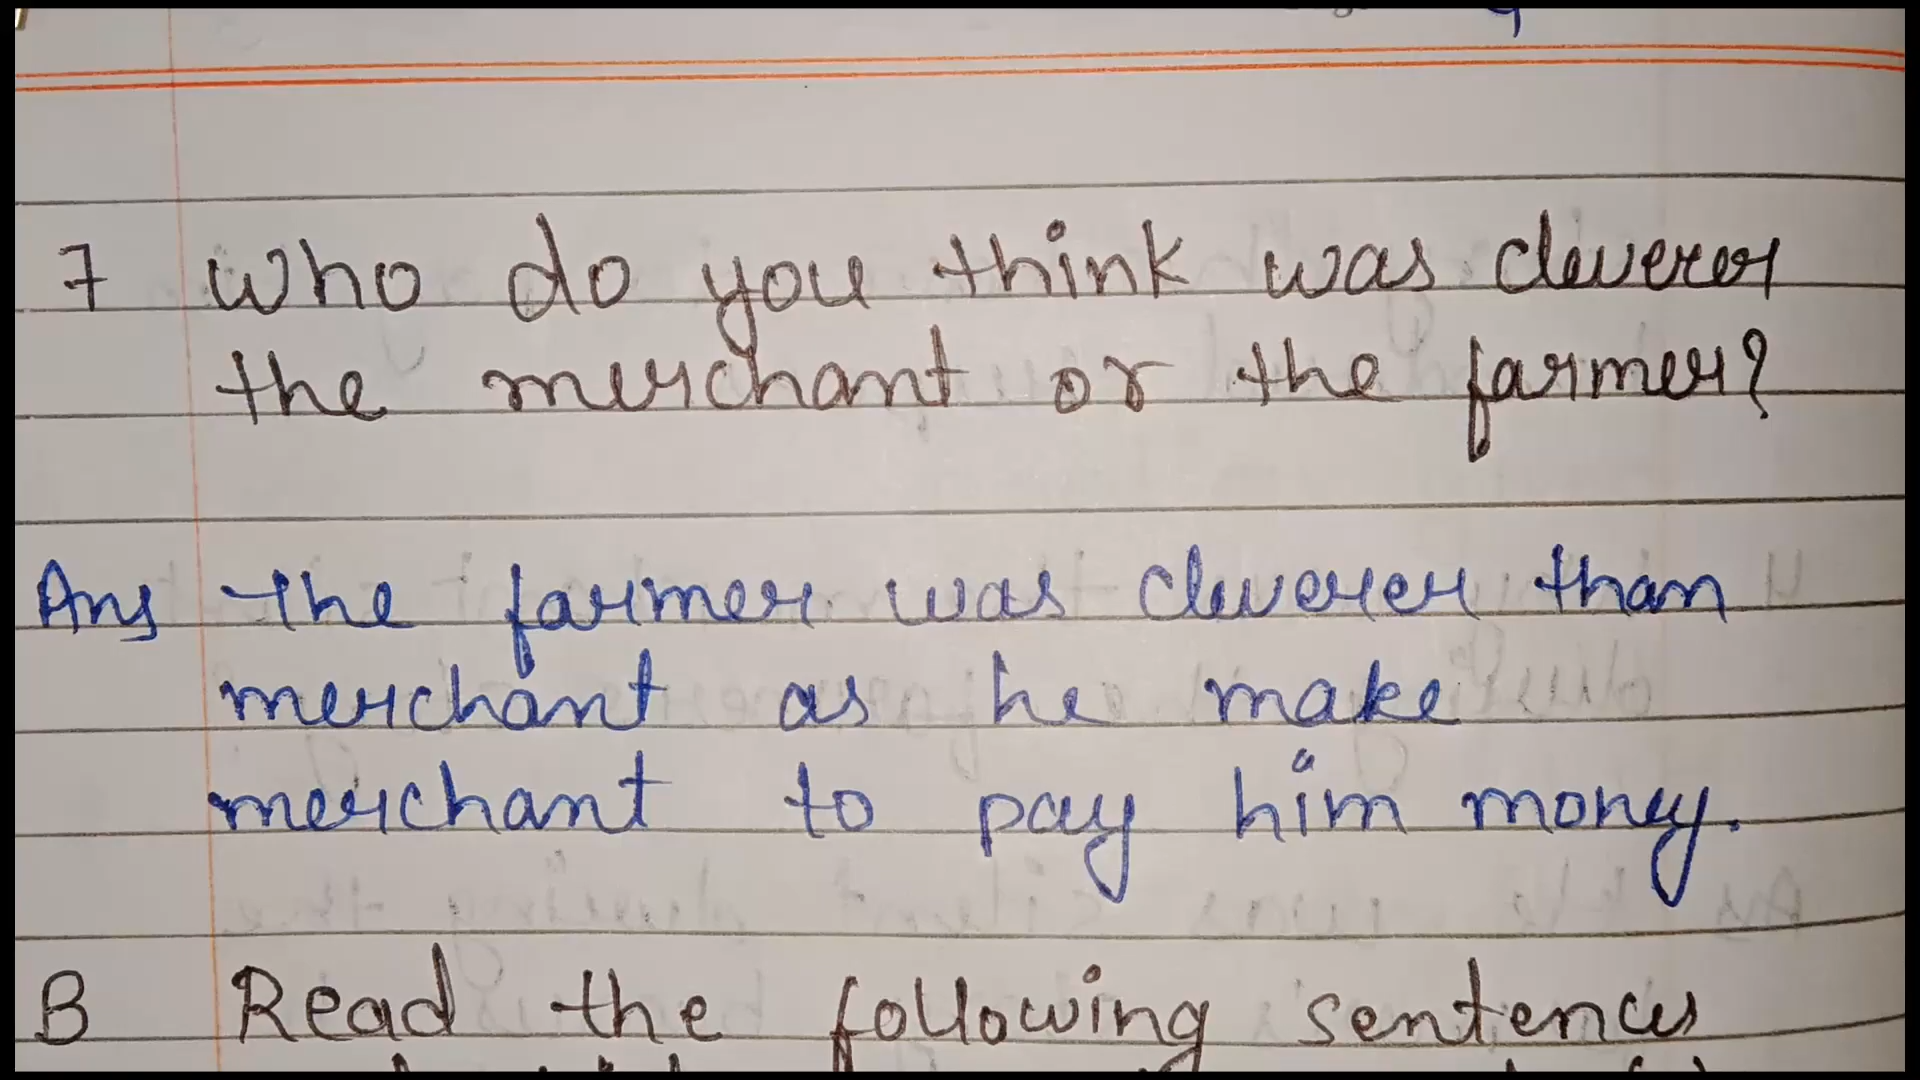 7 Who do you think was cleverer
the merchant or the farmer?
Ans the farmer was cleverer than
merchant as he make
merchant to pay him money.
B Read the following sentences